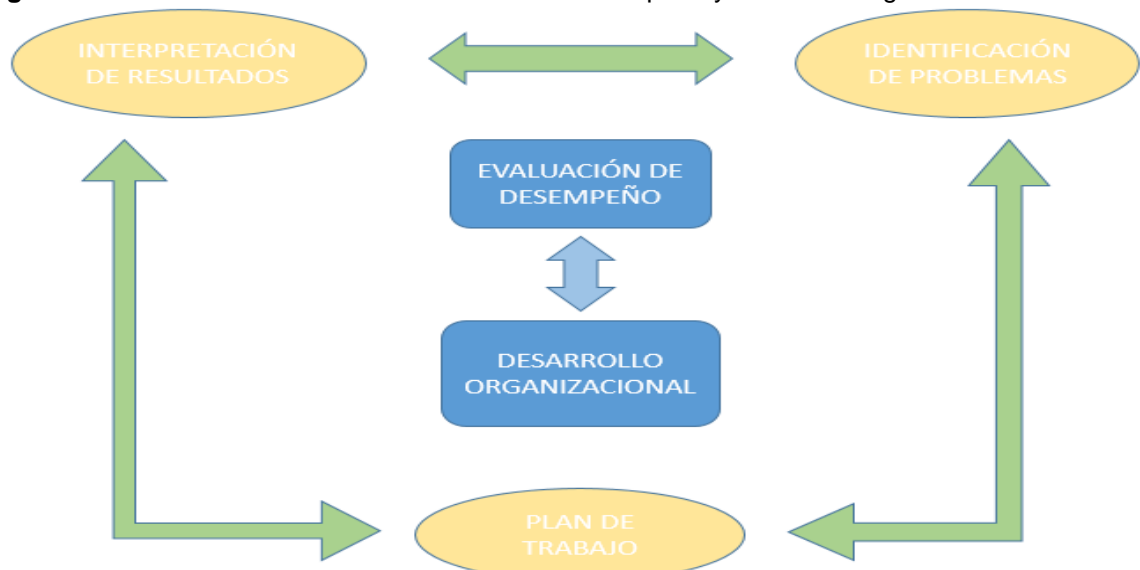 INTERPRETACIÓN
DE RESULTADOS
IDENTIFICACIÓN
DE PROBLEMAS
EVALUACIÓN DE
DESEMPEÑO
DESARROLLO
ORGANIZACIONAL
PLAN DE
TRABAJO